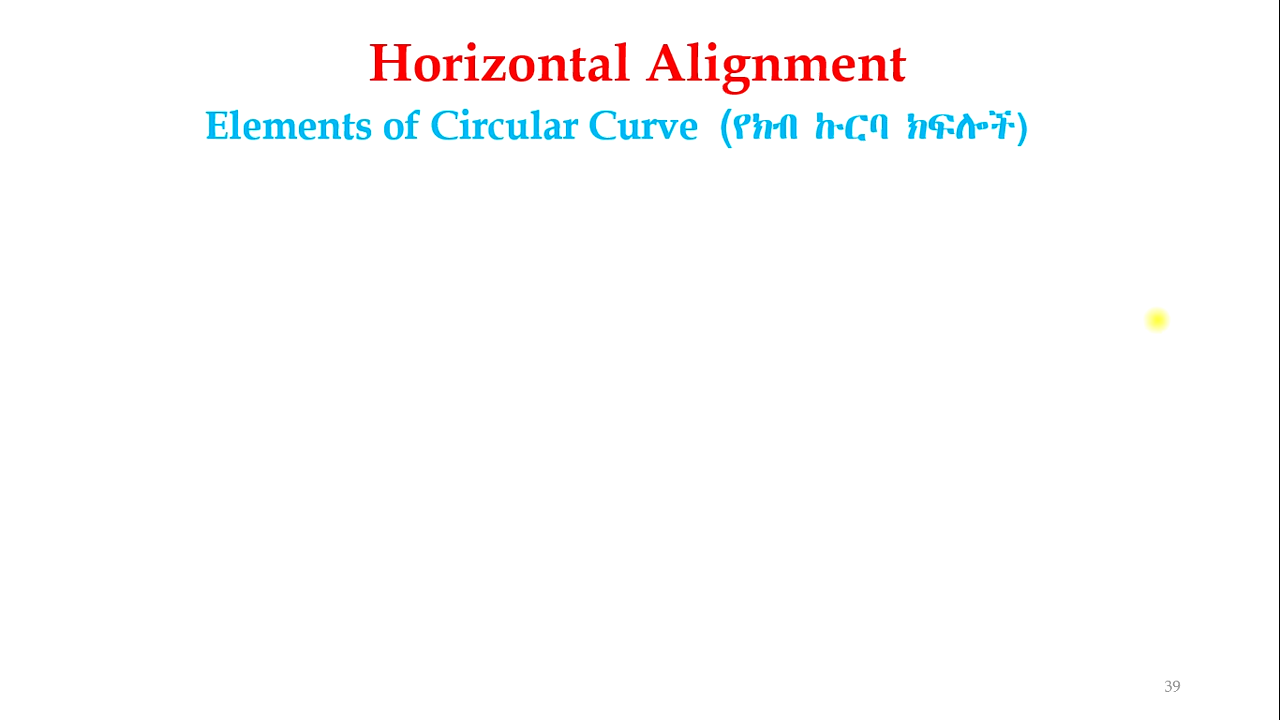 Horizontal Alignment
Elements of Circular Curve (የክብ ኩርባ ክፍሎች)
39